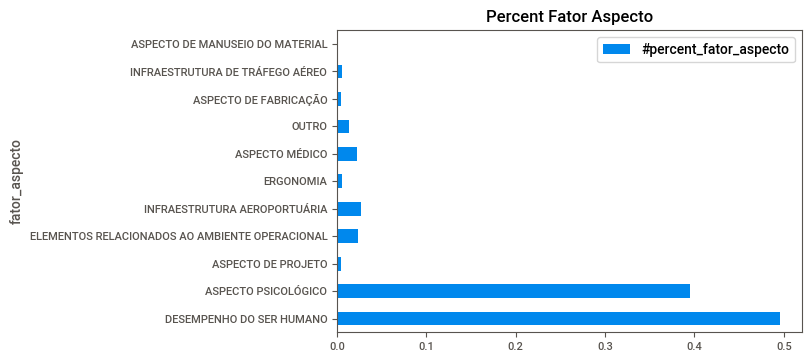 Percent Fator Aspecto
#percent_fator_aspecto
fator_aspecto
ASPECTO DE MANUSEIO DO MATERIAL
INFRAESTRUTURA DE TRÁFEGO AÉREO
ASPECTO DE FABRICAÇÃO
OUTRO
ASPECTO MÉDICO
ERGONOMIA
INFRAESTRUTURA AEROPORTUÁRIA
ELEMENTOS RELACIONADOS AO AMBIENTE OPERACIONAL
ASPECTO DE PROJETO
ASPECTO PSICOLÓGICO
DESEMPENHO DO SER HUMANO
0.0 0.1 0.2 0.3 0.4 0.5